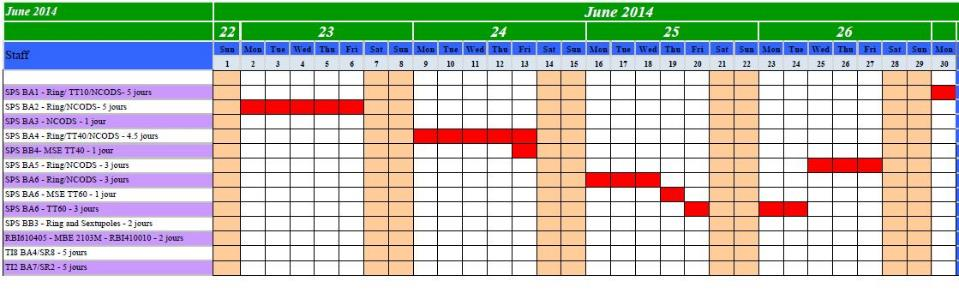 June 2014 June 2014
22 23 24 25 26
Staff Sun Mon Tue Wed Thu Fri Sat Sun Mon Tue Wed Thu Fri Sat Sun Mon Tue Wed Thu Fri Sat Sun Mon Tue Wed Thu Fri Sat Sun Mon
1 2 3 4 5 6 7 8 9 10 11 12 13 14 15 16 17 18 19 20 21 22 23 24 25 26 27 28 29 30
SPS BA1 - Ring/ TT10/NCODS- 5 jours
SPS BA2 - Ring/NCODS- 5 jours
SPS BA3 - NCODS - 1 jour
SPS BA4 - Ring/TT40/NCODS - 4.5 jours
SPS BB4- MSE TT40 - 1 jour
SPS BA5 - Ring/NCODS - 3 jours
SPS BA6 - Ring/NCODS - 3 jours
SPS BA6 - MSE TT60 - 1 jour
SPS BA6 - TT60 - 3 jours
SPS BB3 - Ring and Sextupoles - 2 jours
RBI610405 - MBE 2103M - RBI410010 - 2 jours
TI8 BA4/SR8 - 5 jours
TI2 BA7/SR2 - 5 jours